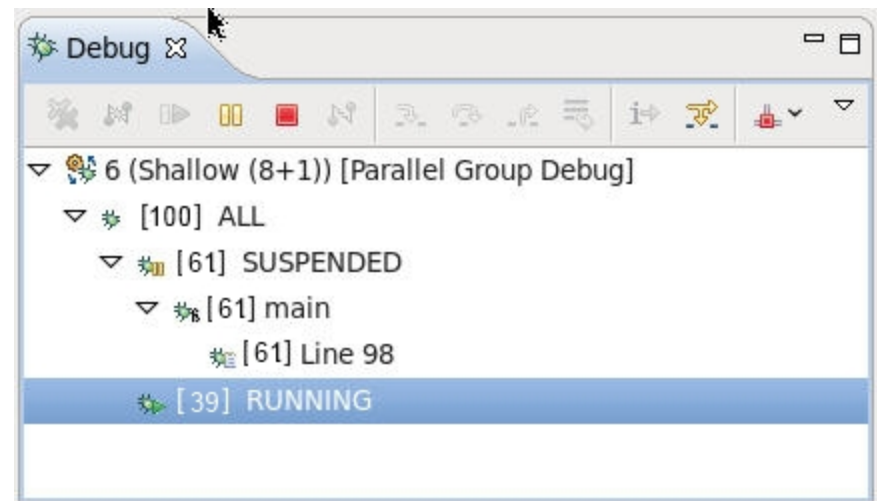 Debug
6 (Shallow (8+1)) [Parallel Group Debug]
[100] ALL
[61] SUSPENDED
[61] main
[61] Line 98
[39] RUNNING